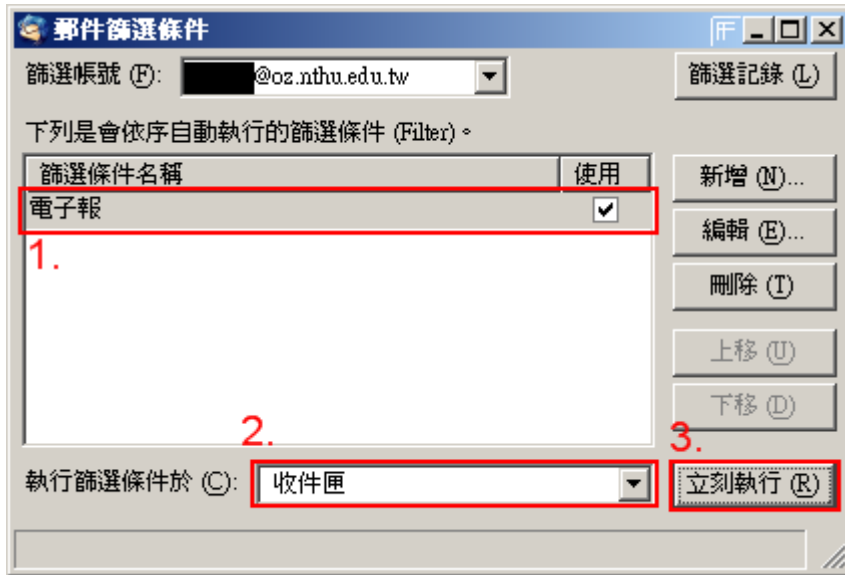 郵件篩選條件
篩選帳號 (F): @oz.nthu.edu.tw
篩選記錄 (L)
下列是會依序自動執行的篩選條件 (Filter)。
篩選條件名稱 使用
電子報
1.
新增 (N)...
編輯 (E)...
刪除 (T)
上移 (U)
下移 (D)
2.
3.
執行篩選條件於 (C): 收件匣
立刻執行 (R)